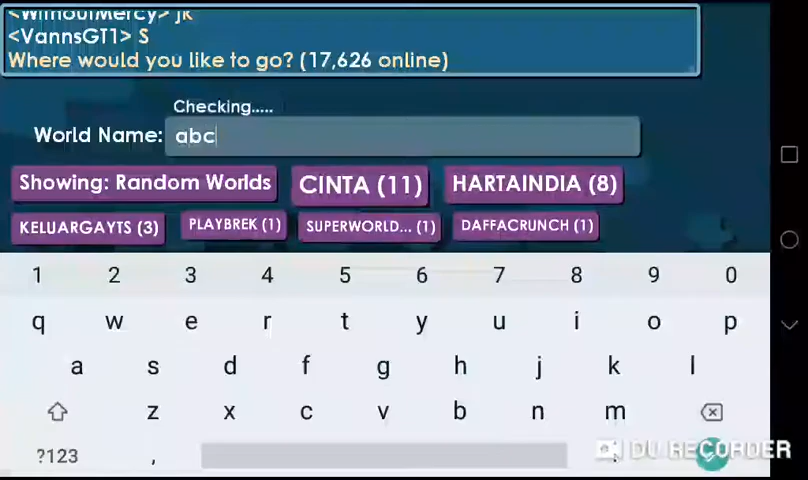 <WithoutMercy> jk
<VannsGT1> S
Where would you like to go? (17,626 online)
Checking.....
World Name: abc
Showing: Random Worlds CINTA (11) HARTAINDIA (8)
KELUARGAYTS (3) PLAYBREK (1) SUPERWORLD... (1) DAFFACRUNCH (1)
1 2 3 4 5 6 7 8 9 0
q w e r t y u i o p
a s d f g h j k l
z x c v b n m
?123 , .
DU RECORDER